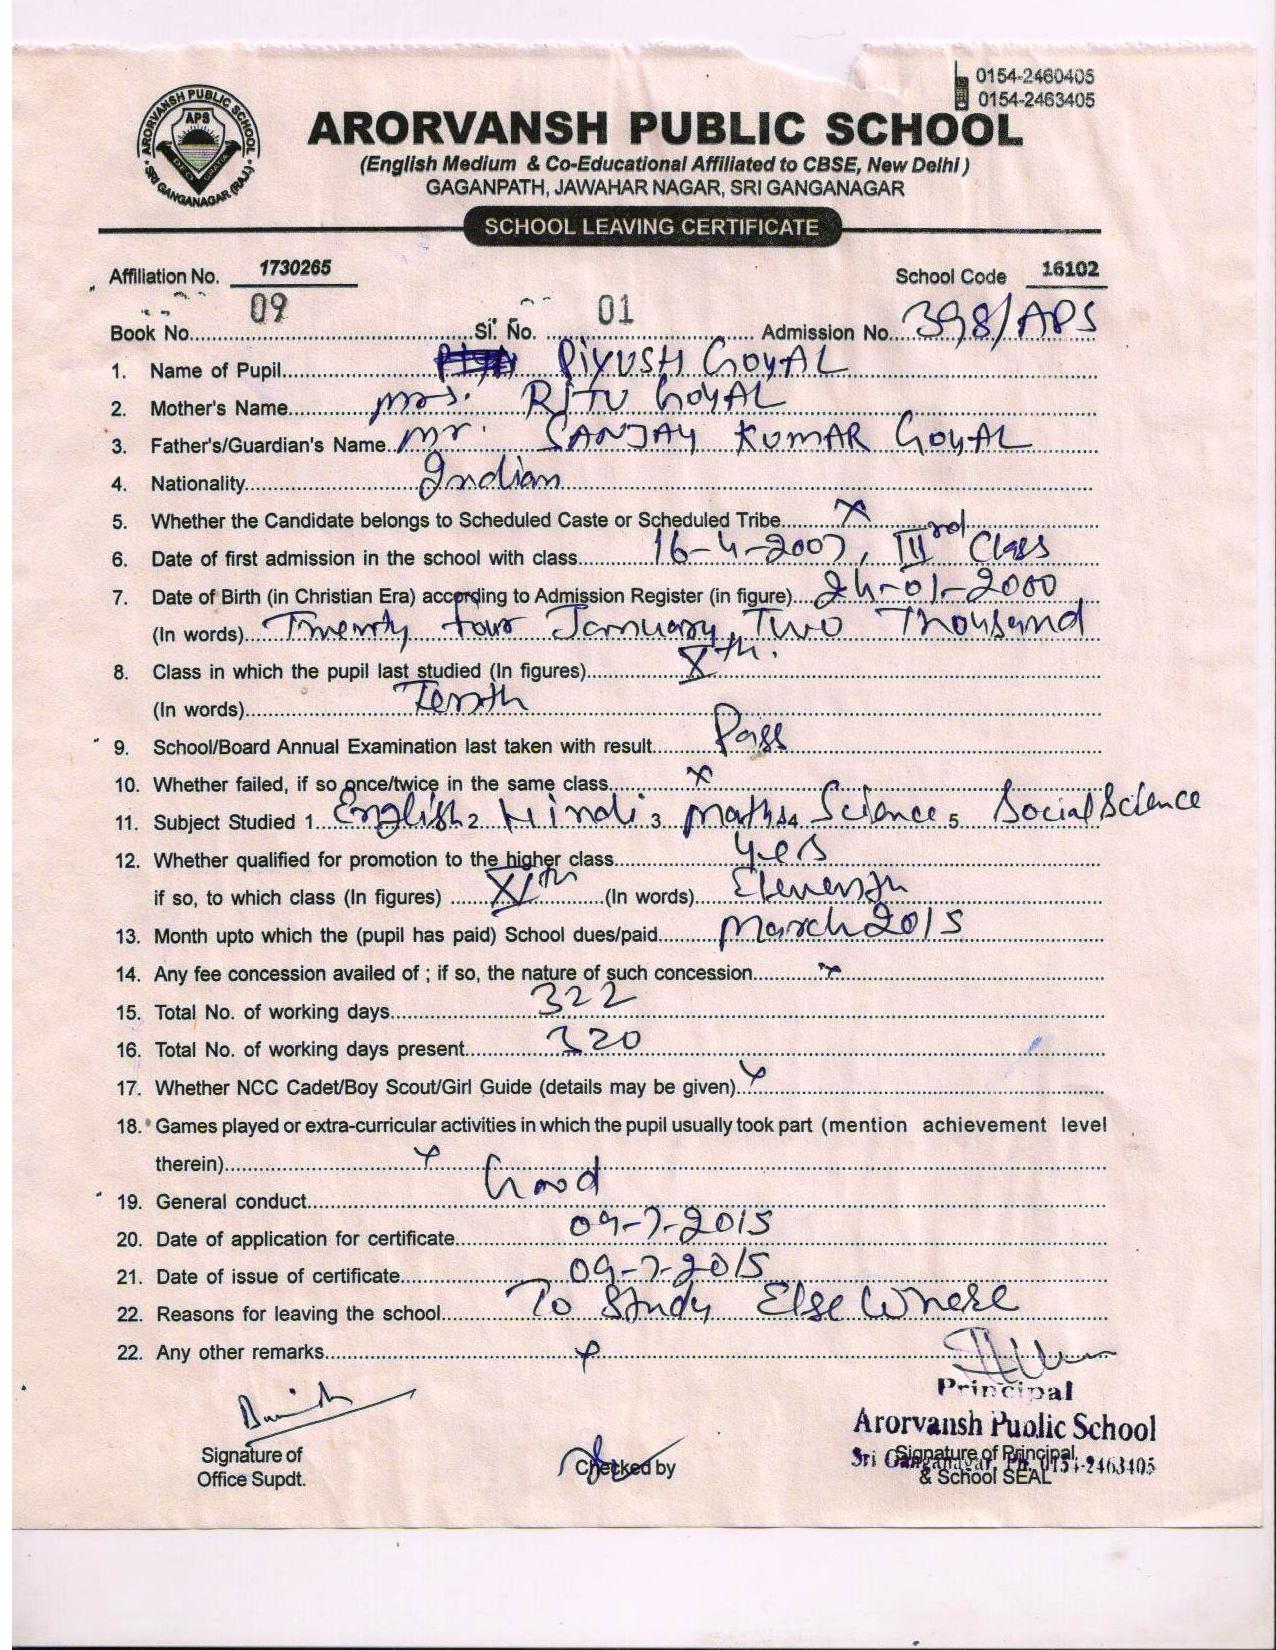 0154-2460405
0154-2463405
ARORVANSH PUBLIC SCHOOL
ARORVANSH PUBLIC SCHOOL
APS
SRI GANGANAGAR (RAJ.)
(English Medium & Co-Educational Affiliated to CBSE, New Delhi)
GAGANPATH, JAWAHAR NAGAR, SRI GANGANAGAR
SCHOOL LEAVING CERTIFICATE
Affiliation No. 1730265 School Code 16102
Book No. 09 Sl. No. 01 Admission No. 398/APS
1. Name of Pupil PIYUSH GOYAL
2. Mother's Name Mrs. RITU GOYAL
3. Father's/Guardian's Name Mr. SANJAY KUMAR GOYAL
4. Nationality Indian
5. Whether the Candidate belongs to Scheduled Caste or Scheduled Tribe X
6. Date of first admission in the school with class 16-4-2007, IIIrd Class
7. Date of Birth (in Christian Era) according to Admission Register (in figure) 24-01-2000
(In words) Twenty four January, Two Thousand
8. Class in which the pupil last studied (In figures) Xth.
(In words) Tenth
9. School/Board Annual Examination last taken with result Pass
10. Whether failed, if so once/twice in the same class X
11. Subject Studied 1 English 2 Hindi 3 Maths 4 Science 5 Social Science
12. Whether qualified for promotion to the higher class Yes
if so, to which class (In figures) XIth (In words) Eleventh
13. Month upto which the (pupil has paid) School dues/paid March 2015
14. Any fee concession availed of ; if so, the nature of such concession X
15. Total No. of working days 322
16. Total No. of working days present 320
17. Whether NCC Cadet/Boy Scout/Girl Guide (details may be given) X
18. Games played or extra-curricular activities in which the pupil usually took part (mention achievement level
therein) X
19. General conduct Good
20. Date of application for certificate 09-7-2015
21. Date of issue of certificate 09-7-2015
22. Reasons for leaving the school To Study Else Where
22. Any other remarks X
Principal
Arorvansh Public School
Sri Ganganagar, Ph. 0154-2463405
Signature of
Office Supdt.
Checked by
Signature of Principal
& School SEAL